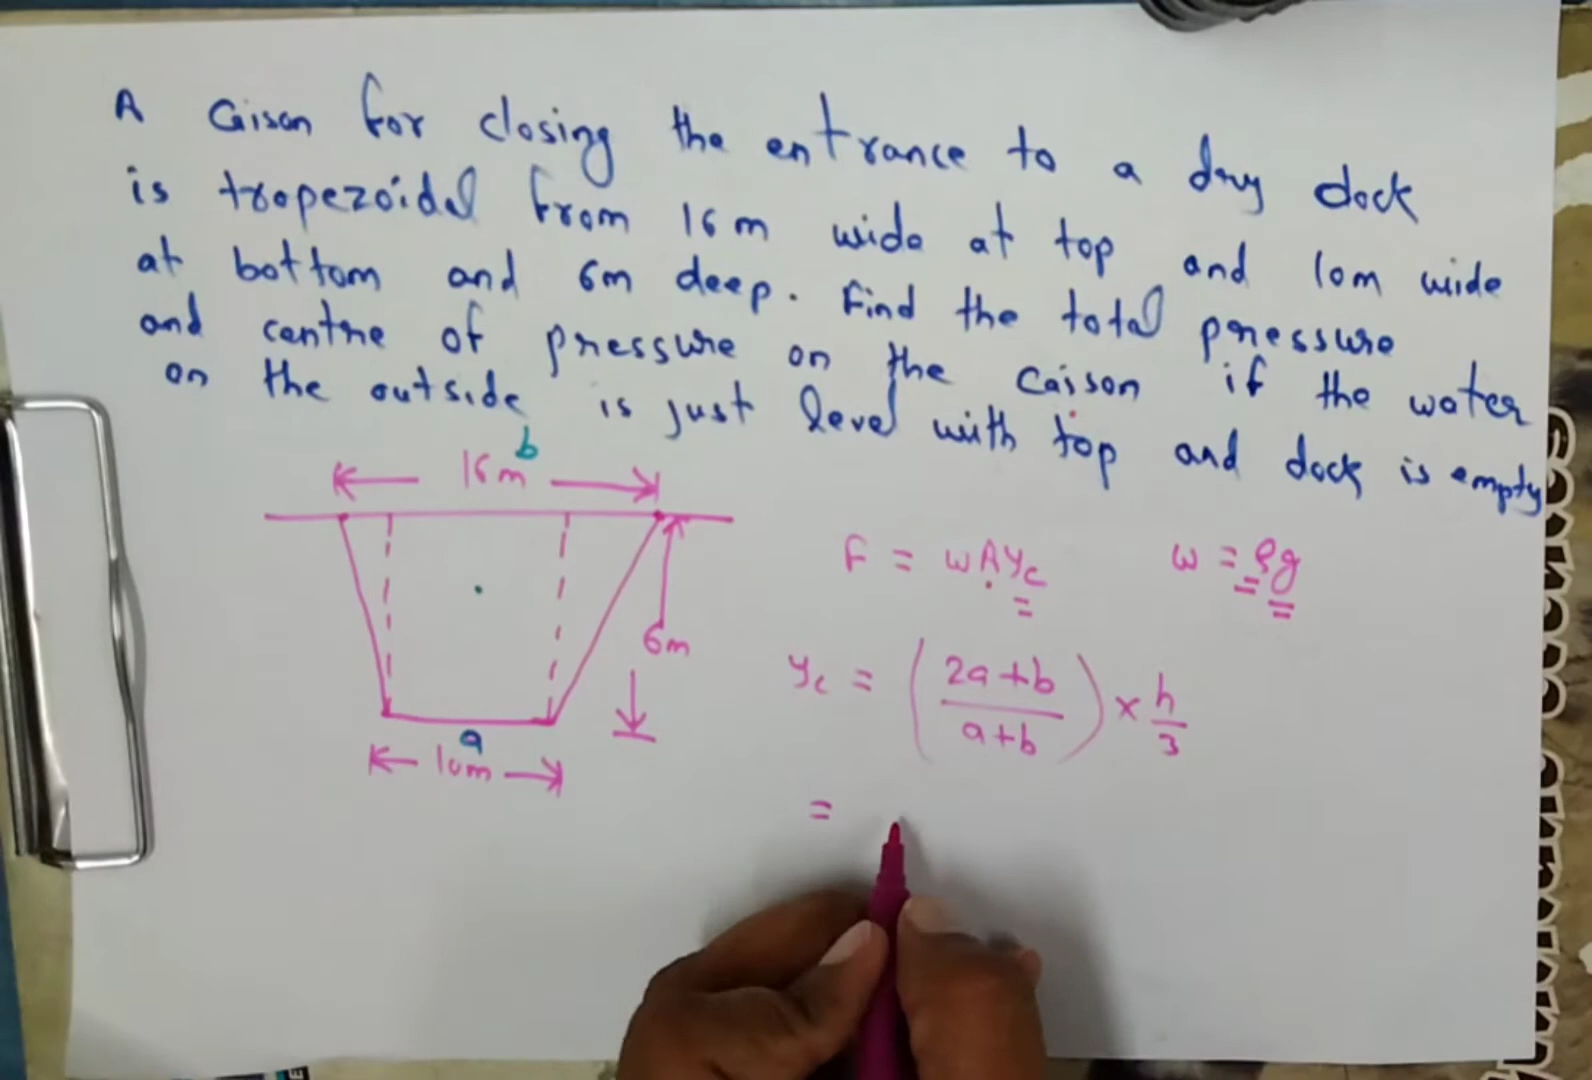 A Caison for closing the entrance to a dry dock
is tropezoidal from 16m wide at top and 10m wide
at bottom and 6m deep. Find the total pressure
and centre of pressure on the caison if the water
on the outside is just level with top and dock is empty
b
16m
6m
a
10m
F = wAyc w = ρg
yc = (2a+b / a+b) × h/3
=